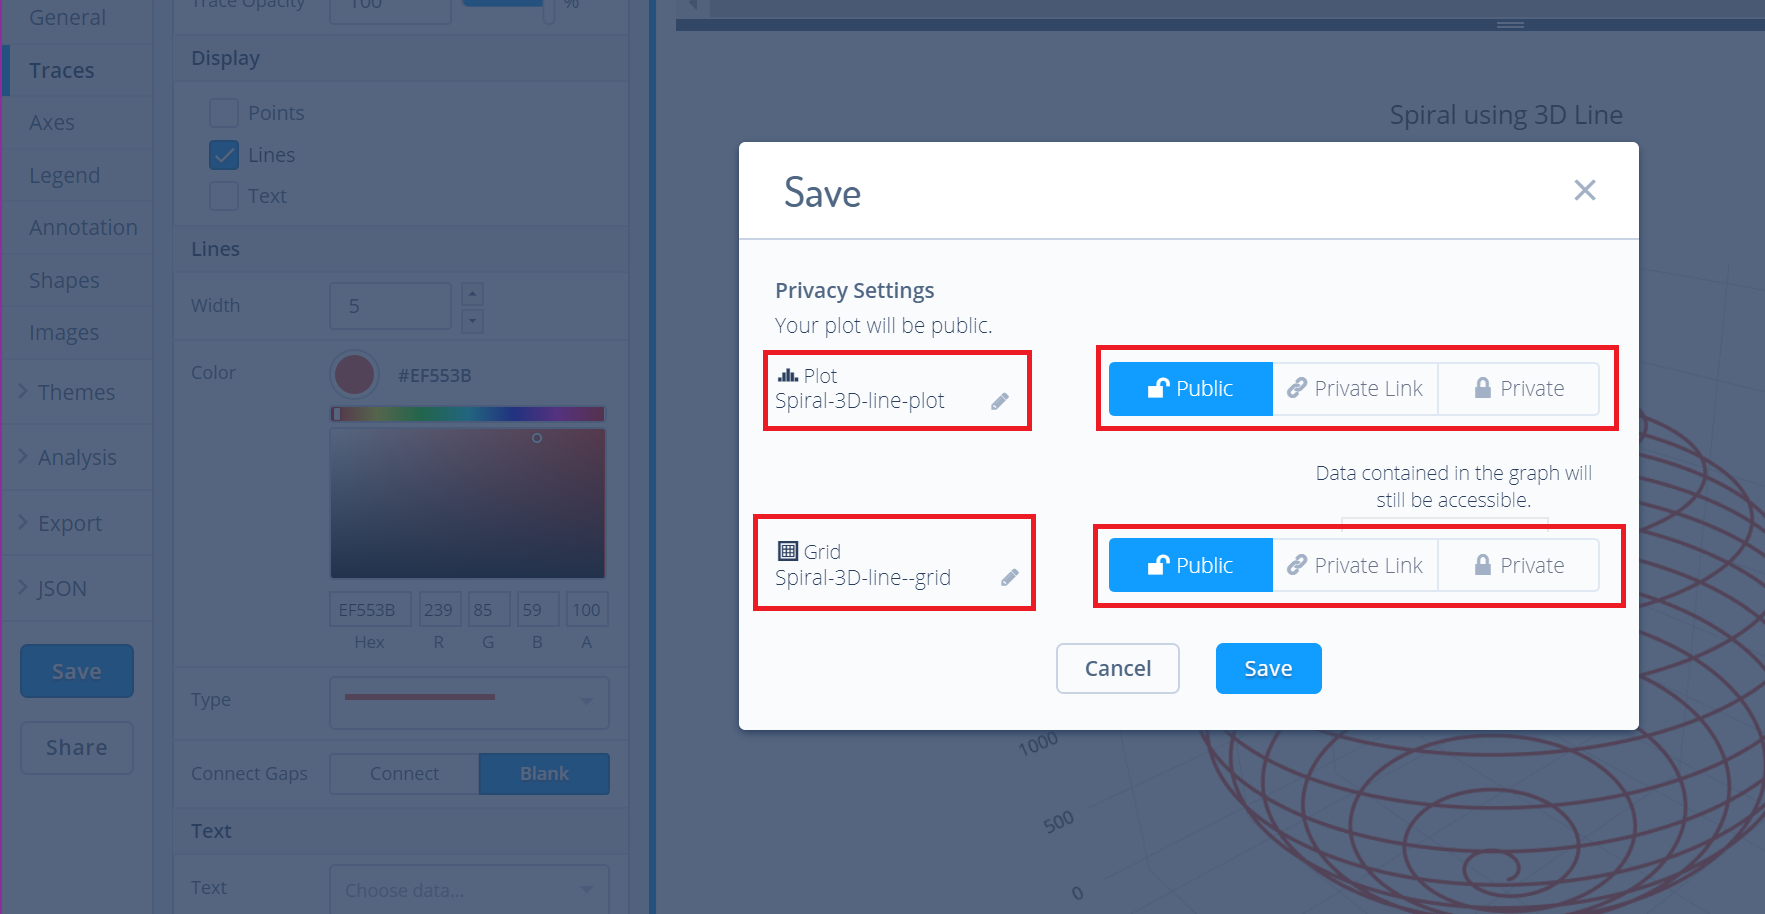 General
Traces
Axes
Legend
Annotation
Shapes
Images
Themes
Analysis
Export
JSON
Save
Share
Trace Opacity 100 %
Display
Points
Lines
Text
Lines
Width 5
Color #EF553B
EF553B 239 85 59 100
Hex R G B A
Type
Connect Gaps Connect Blank
Text
Text Choose data...
Spiral using 3D Line
Save
Privacy Settings
Your plot will be public.
Plot
Spiral-3D-line-plot
Public Private Link Private
Data contained in the graph will
still be accessible.
Grid
Spiral-3D-line--grid
Public Private Link Private
Cancel Save
1000
500
0